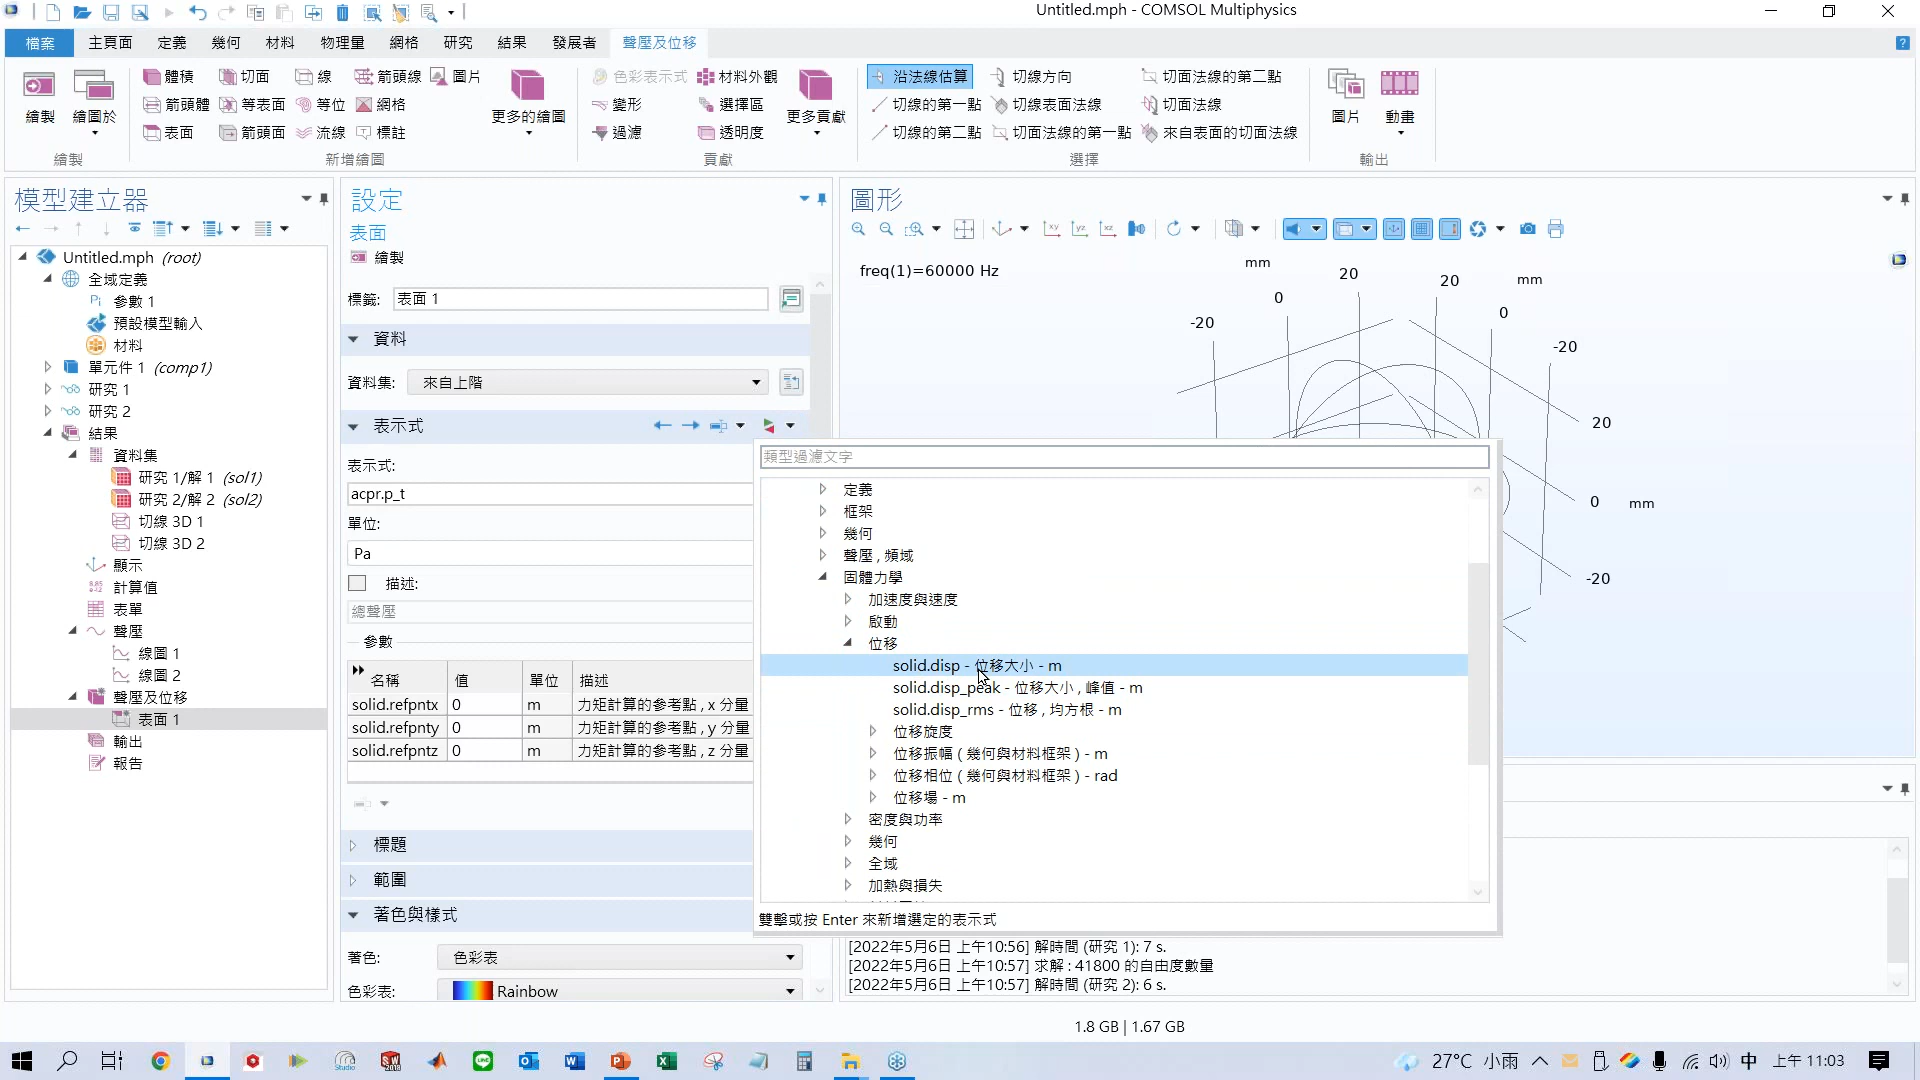 Untitled.mph - COMSOL Multiphysics
檔案 主頁面 定義 幾何 材料 物理量 網格 研究 結果 發展者 聲壓及位移
體積 切面 線 箭頭線 圖片
箭頭體 等表面 等位 網格
表面 箭頭面 流線 標註
繪製 繪圖於 更多的繪圖
色彩表示式 材料外觀
變形 選擇區
過濾 透明度
更多貢獻
沿法線估算 切線方向 切面法線的第二點
切線的第一點 切線表面法線 切面法線
切線的第二點 切面法線的第一點 來自表面的切面法線
圖片 動畫
繪製 新增繪圖 貢獻 選擇 輸出
模型建立器
Untitled.mph (root)
全域定義
Pi 參數 1
預設模型輸入
材料
單元件 1 (comp1)
研究 1
研究 2
結果
資料集
研究 1/解 1 (sol1)
研究 2/解 2 (sol2)
切線 3D 1
切線 3D 2
顯示
計算值
表單
聲壓
線圖 1
線圖 2
聲壓及位移
表面 1
輸出
報告
設定
表面
繪製
標籤: 表面 1
資料
資料集: 來自上階
表示式
表示式:
acpr.p_t
單位:
Pa
描述:
總聲壓
參數
名稱 值 單位 描述
solid.refpntx 0 m 力矩計算的參考點 , x 分量
solid.refpnty 0 m 力矩計算的參考點 , y 分量
solid.refpntz 0 m 力矩計算的參考點 , z 分量
標題
範圍
著色與樣式
著色: 色彩表
色彩表: Rainbow
圖形
freq(1)=60000 Hz
mm
20
20
mm
0
0
-20
-20
20
0
mm
-20
類型過濾文字
定義
框架
幾何
聲壓 , 頻域
固體力學
加速度與速度
啟動
位移
solid.disp - 位移大小 - m
solid.disp_peak - 位移大小 , 峰值 - m
solid.disp_rms - 位移 , 均方根 - m
位移旋度
位移振幅 ( 幾何與材料框架 ) - m
位移相位 ( 幾何與材料框架 ) - rad
位移場 - m
密度與功率
幾何
全域
加熱與損失
雙擊或按 Enter 來新增選定的表示式
[2022年5月6日 上午10:56] 解時間 (研究 1): 7 s.
[2022年5月6日 上午10:57] 求解 : 41800 的自由度數量
[2022年5月6日 上午10:57] 解時間 (研究 2): 6 s.
1.8 GB | 1.67 GB
27°C 小雨 中 上午 11:03